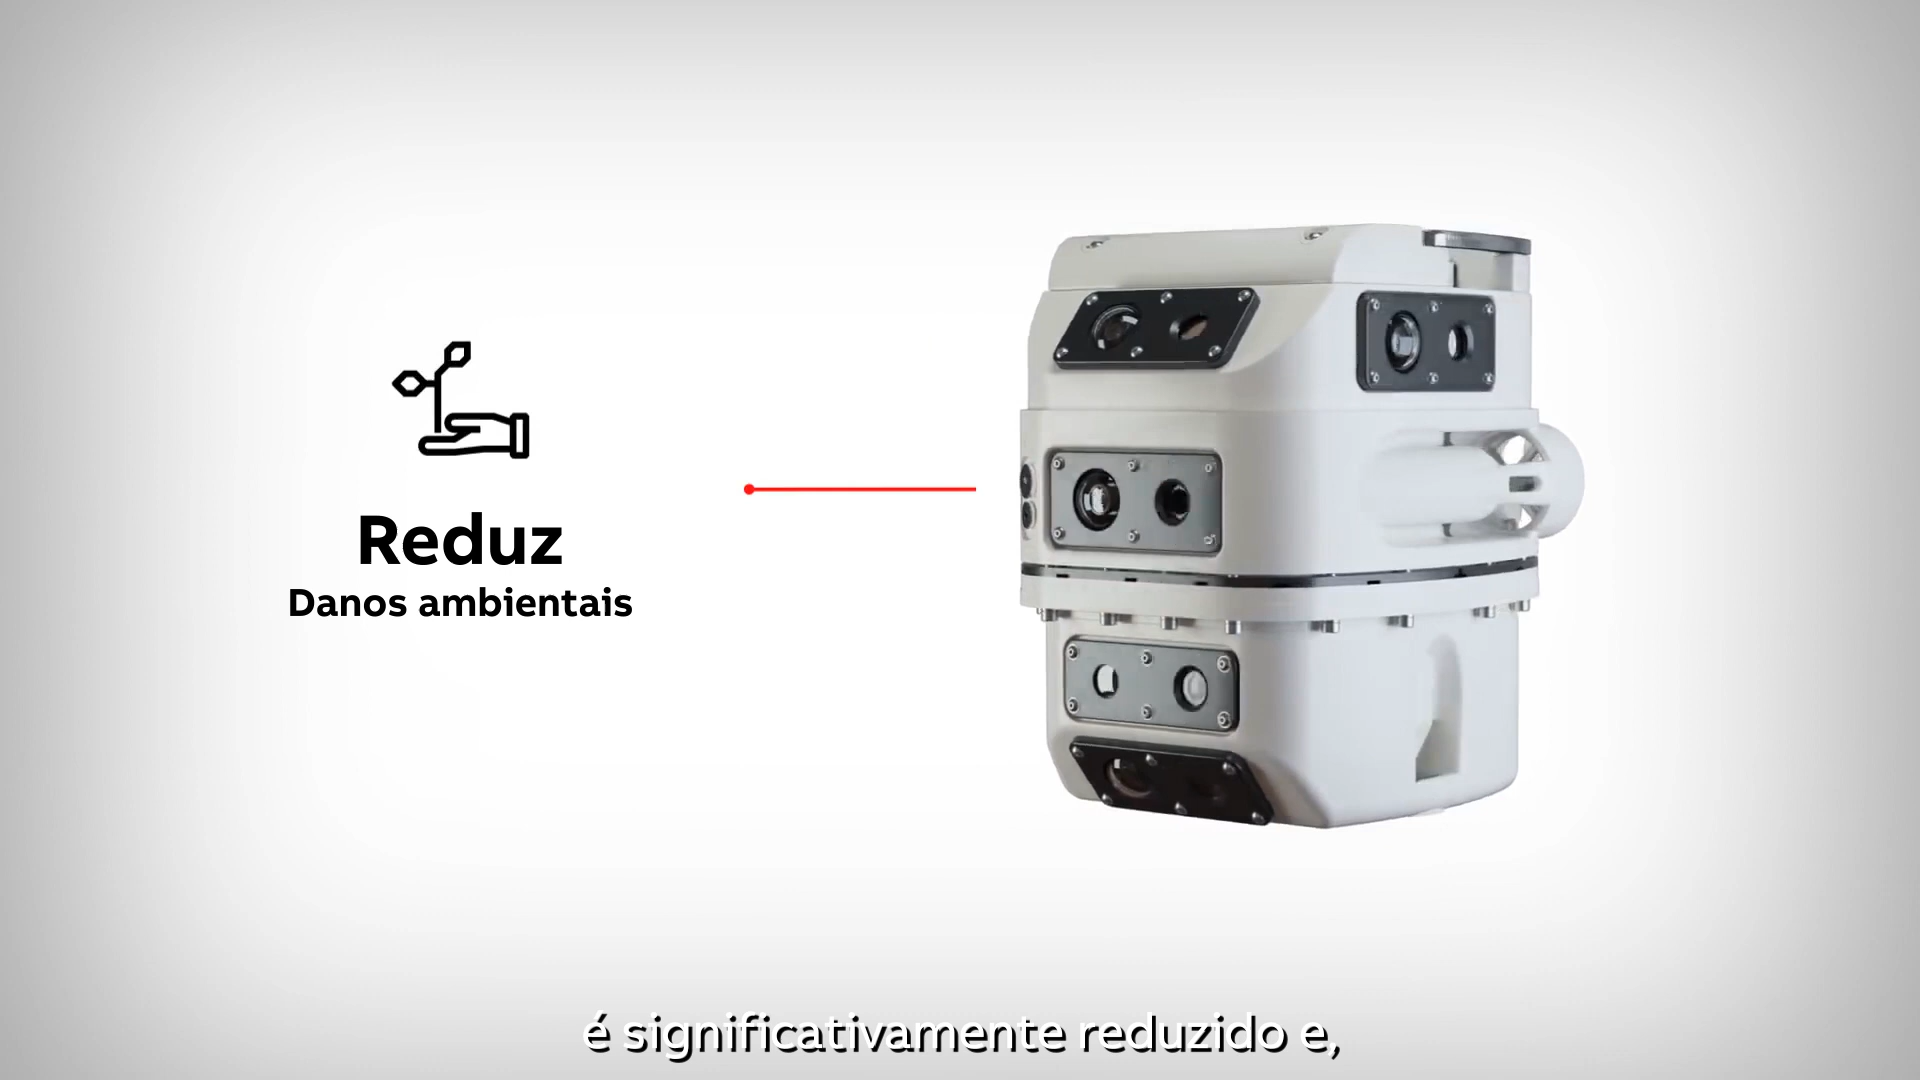 Reduz
Danos ambientais
é significativamente reduzido e,